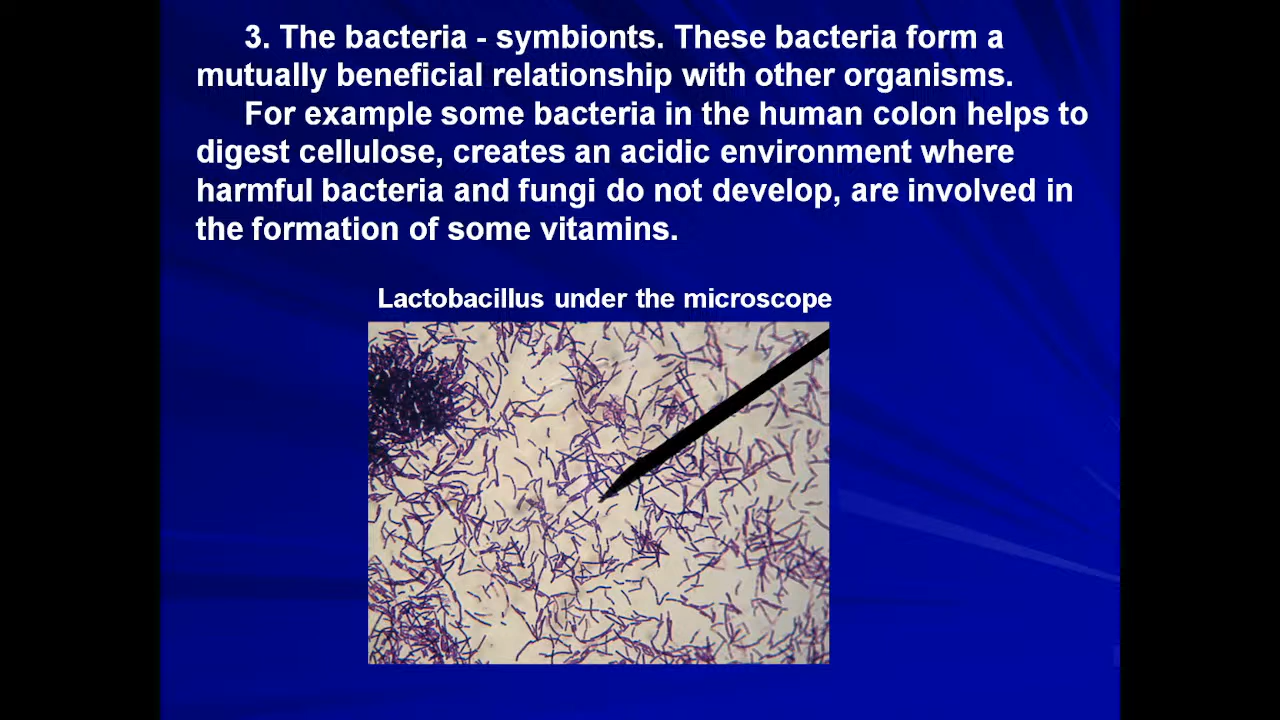 3. The bacteria - symbionts. These bacteria form a
mutually beneficial relationship with other organisms.
For example some bacteria in the human colon helps to
digest cellulose, creates an acidic environment where
harmful bacteria and fungi do not develop, are involved in
the formation of some vitamins.
Lactobacillus under the microscope